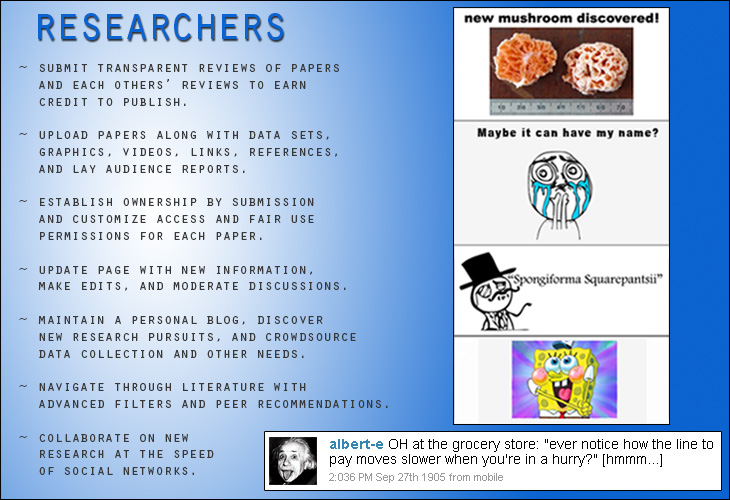 RESEARCHERS
~ SUBMIT TRANSPARENT REVIEWS OF PAPERS
AND EACH OTHERS' REVIEWS TO EARN
CREDIT TO PUBLISH.
~ UPLOAD PAPERS ALONG WITH DATA SETS,
GRAPHICS, VIDEOS, LINKS, REFERENCES,
AND LAY AUDIENCE REPORTS.
~ ESTABLISH OWNERSHIP BY SUBMISSION
AND CUSTOMIZE ACCESS AND FAIR USE
PERMISSIONS FOR EACH PAPER.
~ UPDATE PAGE WITH NEW INFORMATION,
MAKE EDITS, AND MODERATE DISCUSSIONS.
~ MAINTAIN A PERSONAL BLOG, DISCOVER
NEW RESEARCH PURSUITS, AND CROWDSOURCE
DATA COLLECTION AND OTHER NEEDS.
~ NAVIGATE THROUGH LITERATURE WITH
ADVANCED FILTERS AND PEER RECOMMENDATIONS.
~ COLLABORATE ON NEW
RESEARCH AT THE SPEED
OF SOCIAL NETWORKS.
new mushroom discovered!
Maybe it can have my name?
"Spongiforma Squarepantsii"
albert-e OH at the grocery store: "ever notice how the line to
pay moves slower when you're in a hurry?" [hmmm...]
2:036 PM Sep 27th 1905 from mobile